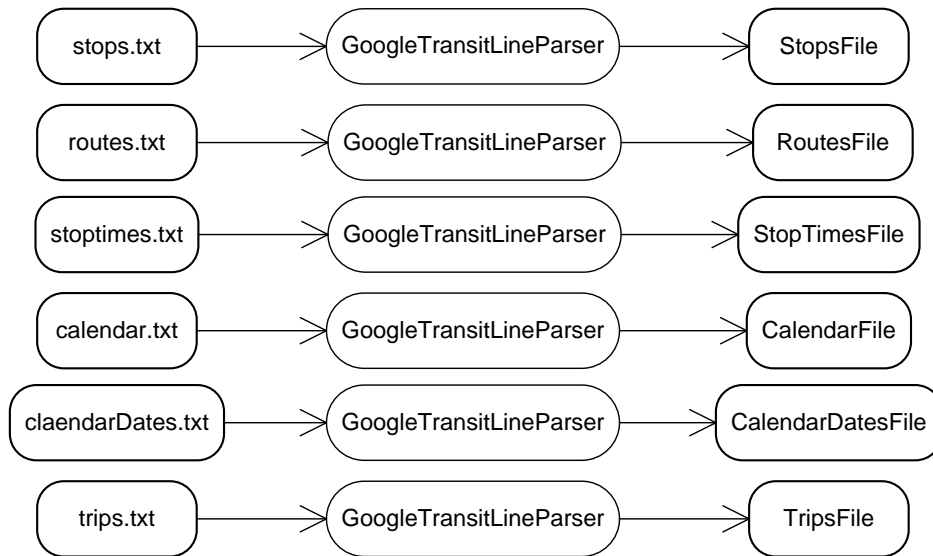 stops.txt
GoogleTransitLineParser
StopsFile
routes.txt
GoogleTransitLineParser
RoutesFile
stoptimes.txt
GoogleTransitLineParser
StopTimesFile
calendar.txt
GoogleTransitLineParser
CalendarFile
claendarDates.txt
GoogleTransitLineParser
CalendarDatesFile
trips.txt
GoogleTransitLineParser
TripsFile